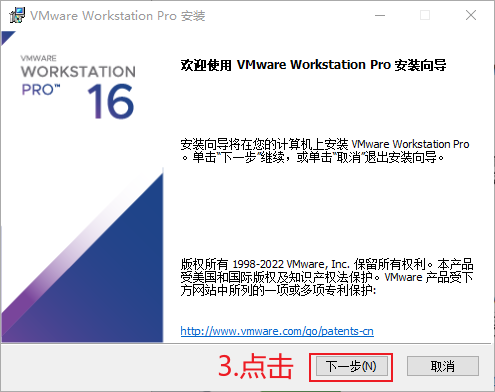 VMware Workstation Pro 安装
VMWARE
WORKSTATION
PRO™ 16
欢迎使用 VMware Workstation Pro 安装向导
安装向导将在您的计算机上安装 VMware Workstation Pro
。单击“下一步”继续，或单击“取消”退出安装向导。
版权所有 1998-2022 VMware, Inc. 保留所有权利。本产品
受美国和国际版权及知识产权法保护。VMware 产品受下
方网站中所列的一项或多项专利保护:
http://www.vmware.com/go/patents-cn
3.点击 下一步(N) 取消